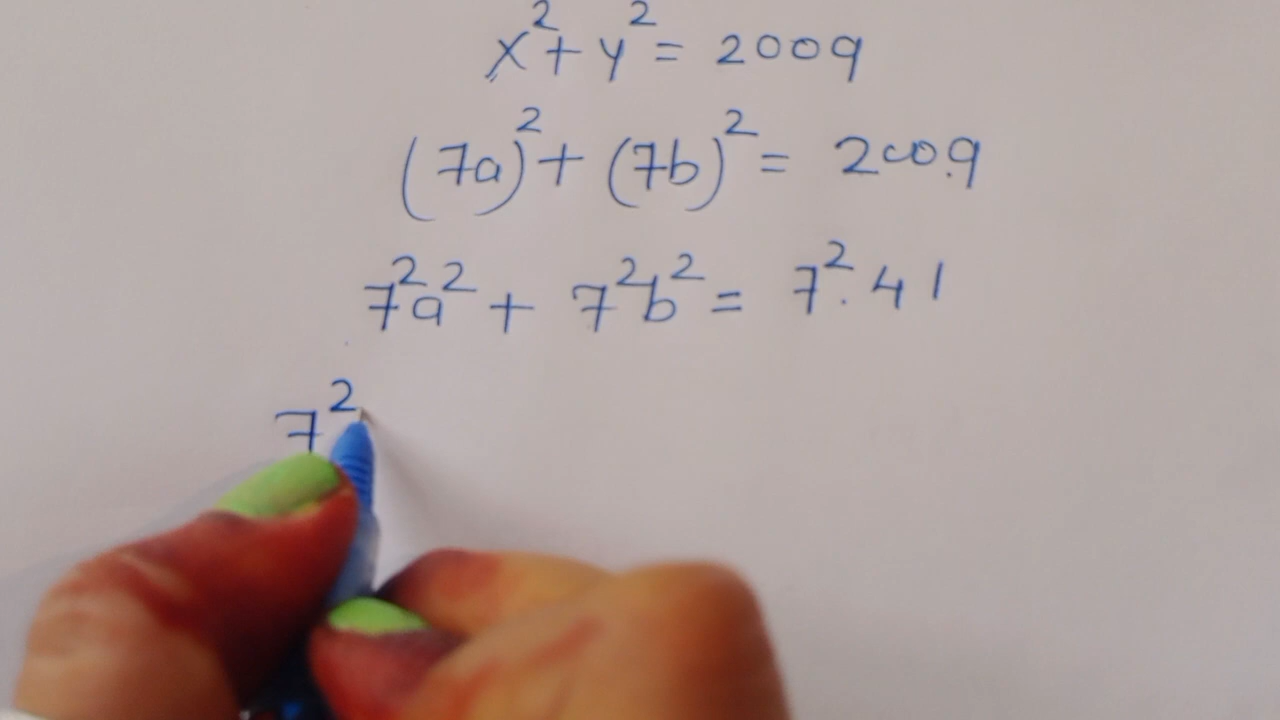 x² + y² = 2009
(7a)² + (7b)² = 2009
7²a² + 7²b² = 7².41
7²